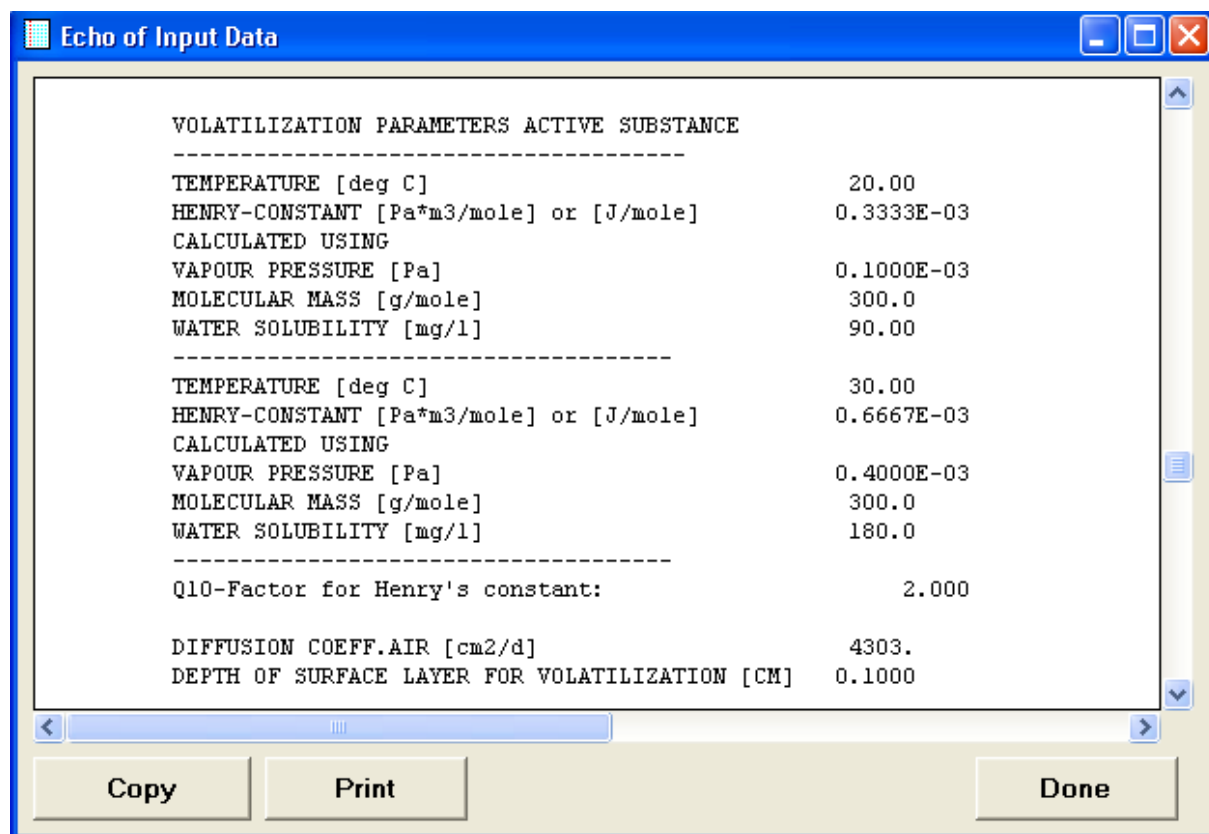 Echo of Input Data
VOLATILIZATION PARAMETERS ACTIVE SUBSTANCE
--------------------------------------
TEMPERATURE [deg C] 20.00
HENRY-CONSTANT [Pa*m3/mole] or [J/mole] 0.3333E-03
CALCULATED USING
VAPOUR PRESSURE [Pa] 0.1000E-03
MOLECULAR MASS [g/mole] 300.0
WATER SOLUBILITY [mg/l] 90.00
-------------------------------------
TEMPERATURE [deg C] 30.00
HENRY-CONSTANT [Pa*m3/mole] or [J/mole] 0.6667E-03
CALCULATED USING
VAPOUR PRESSURE [Pa] 0.4000E-03
MOLECULAR MASS [g/mole] 300.0
WATER SOLUBILITY [mg/l] 180.0
-------------------------------------
Q10-Factor for Henry's constant: 2.000
DIFFUSION COEFF.AIR [cm2/d] 4303.
DEPTH OF SURFACE LAYER FOR VOLATILIZATION [CM] 0.1000
Copy Print Done